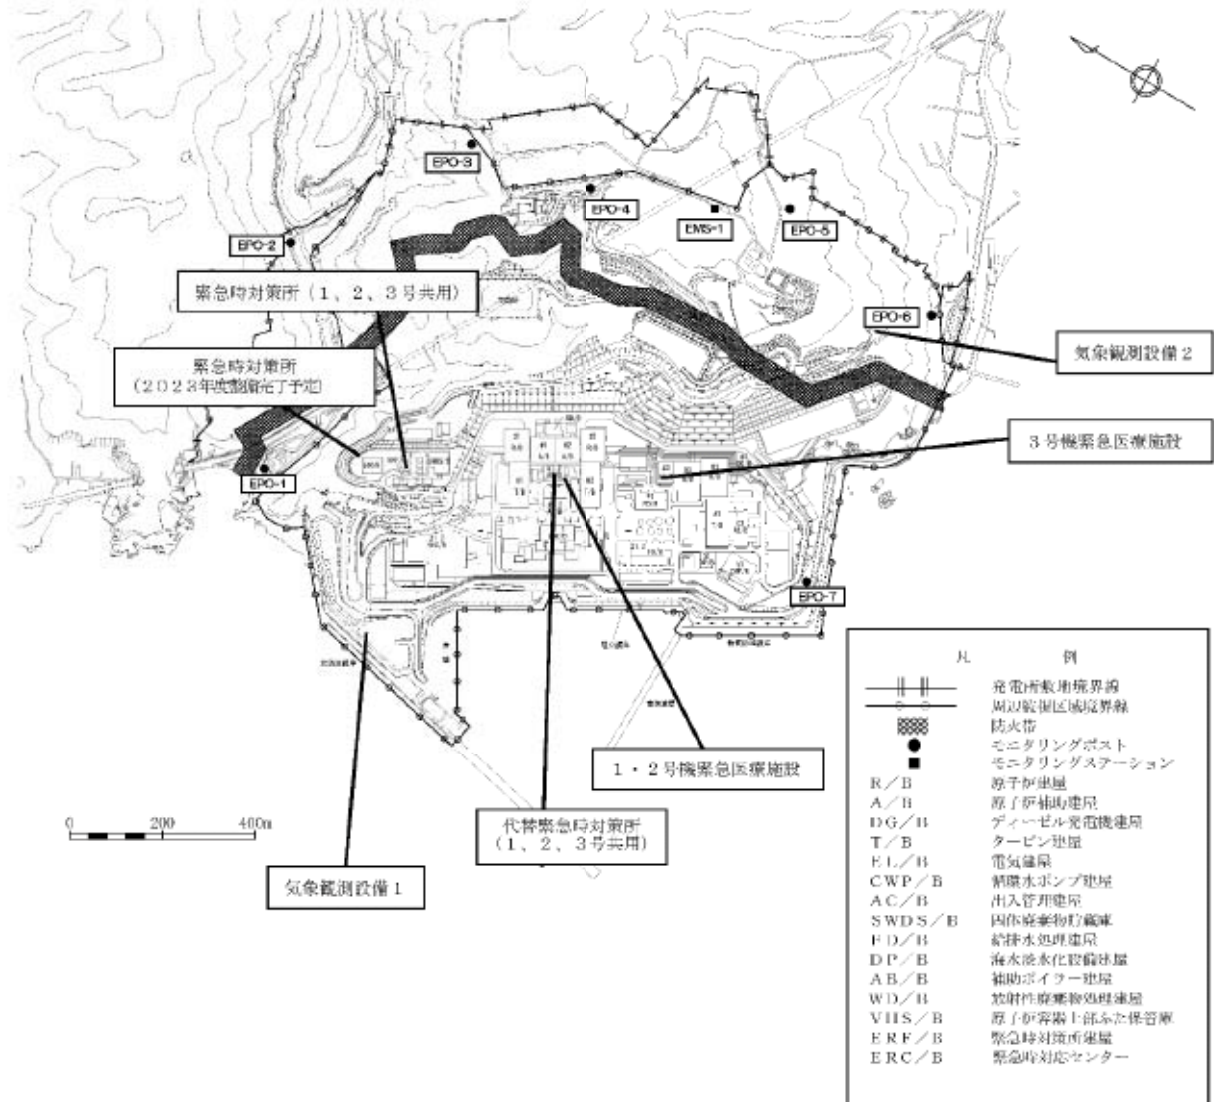 EPO-3
EPO-4
EMS-1
EPO-5
EPO-2
緊急時対策所(1、2、3号共用)
EPO-6
気象観測設備2
緊急時対策所
(2023年度整備完了予定)
3号機緊急医療施設
EPO-1
EPO-7
1・2号機緊急医療施設
代替緊急時対策所
(1、2、3号共用)
気象観測設備1
0 200 400m
凡 例
発電所敷地境界線
周辺監視区域境界線
防火帯
モニタリングポスト
モニタリングステーション
R/B 原子炉建屋
A/B 原子炉補助建屋
DG/B ディーゼル発電機建屋
T/B タービン建屋
EL/B 電気建屋
CWP/B 循環水ポンプ建屋
AC/B 出入管理建屋
SWDS/B 固体廃棄物貯蔵庫
FD/B 給排水処理建屋
DP/B 海水淡水化設備建屋
AB/B 補助ボイラー建屋
WD/B 放射性廃棄物処理建屋
VHS/B 原子炉容器上部ふた保管庫
ERF/B 緊急時対策所建屋
ERC/B 緊急時対応センター